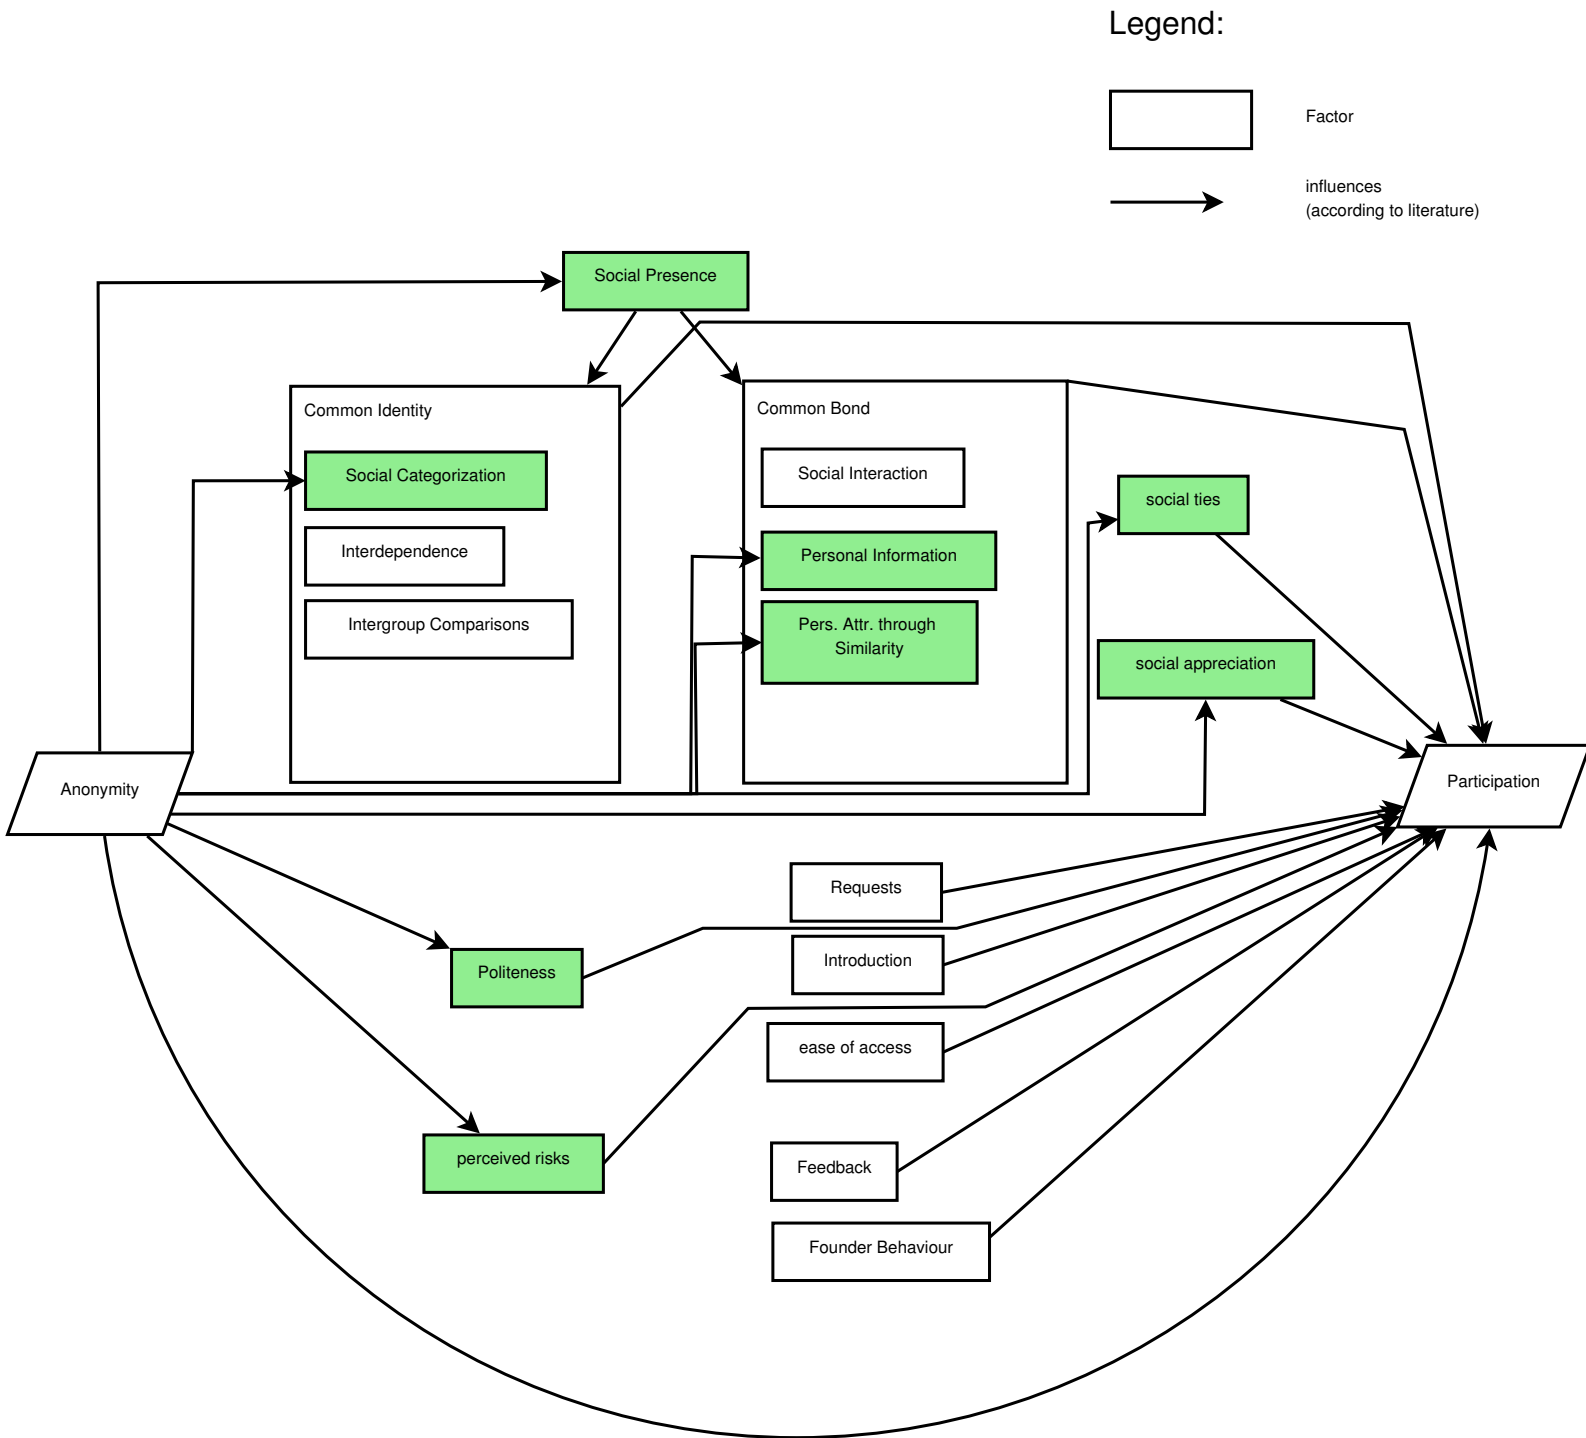 Legend:
Factor
influences
(according to literature)
Social Presence
Common Identity
Social Categorization
Interdependence
Intergroup Comparisons
Common Bond
Social Interaction
Personal Information
Pers. Attr. through
Similarity
social ties
social appreciation
Anonymity
Participation
Requests
Politeness
Introduction
ease of access
perceived risks
Feedback
Founder Behaviour